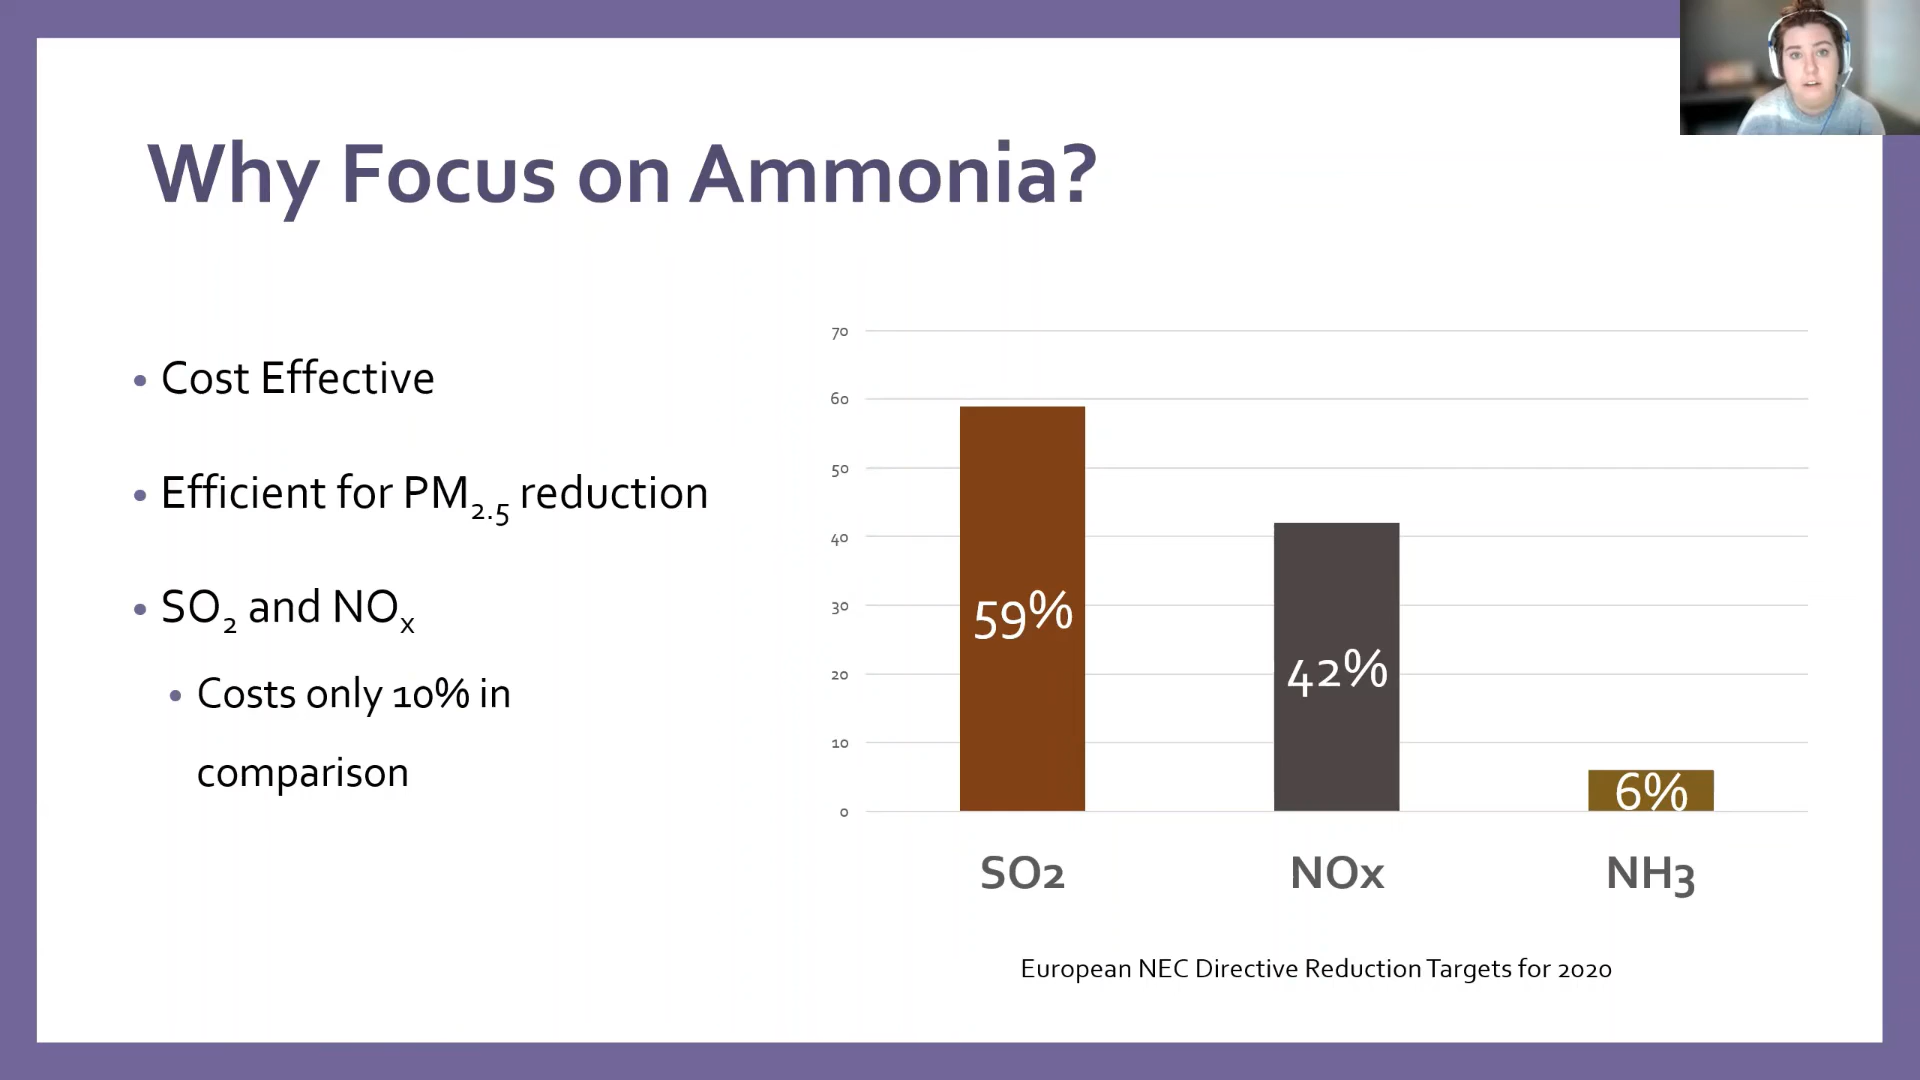 Why Focus on Ammonia?
• Cost Effective
• Efficient for PM₂.₅ reduction
• SO₂ and NOₓ
• Costs only 10% in
comparison
70
60
50
40
30
20
10
0
59%
42%
6%
SO2
NOx
NH3
European NEC Directive Reduction Targets for 2020